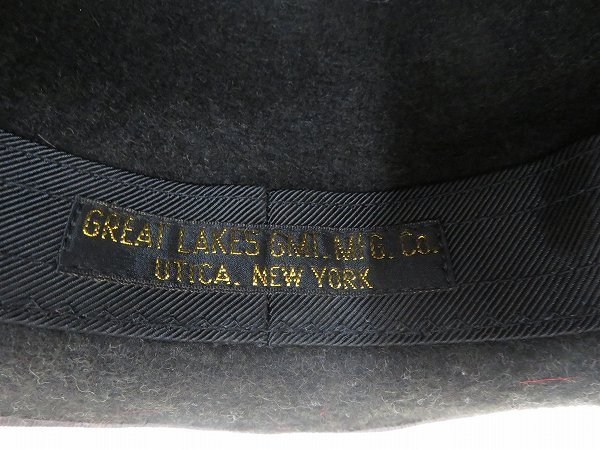 GREAT LAKES GMT. MFG. CO.
UTICA, NEW YORK